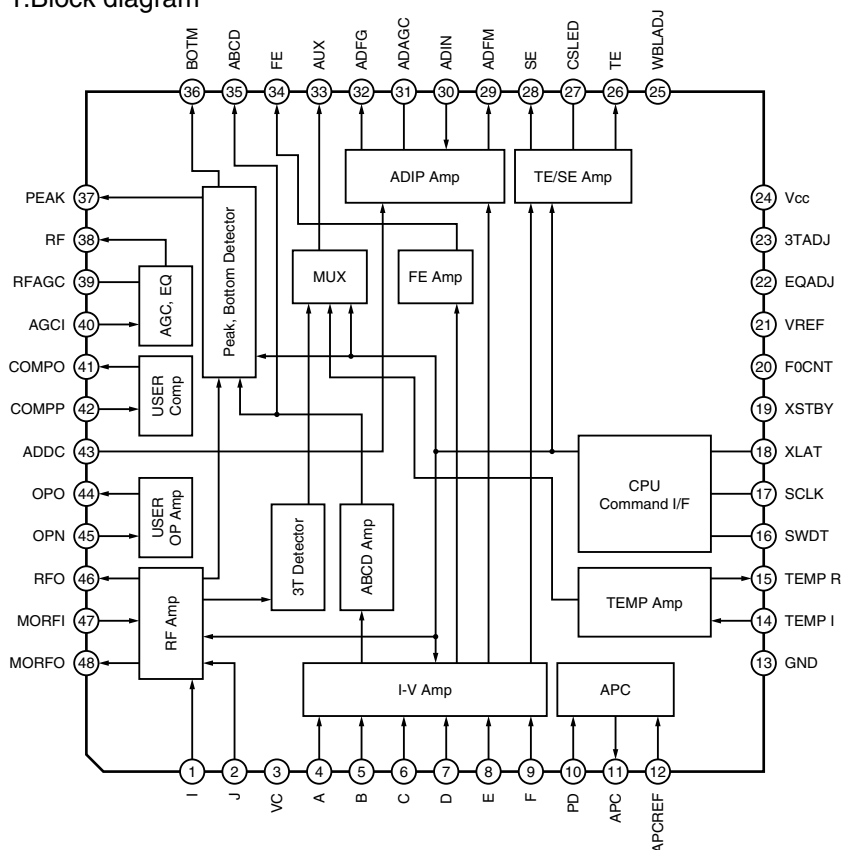 1.Block diagram
BOTM
ABCD
FE
AUX
ADFG
ADAGC
ADIN
ADFM
SE
CSLED
TE
WBLADJ
36
35
34
33
32
31
30
29
28
27
26
25
PEAK 37
RF 38
RFAGC 39
AGCI 40
COMPO 41
COMPP 42
ADDC 43
OPO 44
OPN 45
RFO 46
MORFI 47
MORFO 48
24 Vcc
23 3TADJ
22 EQADJ
21 VREF
20 F0CNT
19 XSTBY
18 XLAT
17 SCLK
16 SWDT
15 TEMP R
14 TEMP I
13 GND
ADIP Amp
TE/SE Amp
Peak, Bottom Detector
MUX
FE Amp
AGC, EQ
USER
Comp
USER
OP Amp
CPU
Command I/F
3T Detector
ABCD Amp
RF Amp
TEMP Amp
I-V Amp
APC
1
2
3
4
5
6
7
8
9
10
11
12
I
J
VC
A
B
C
D
E
F
PD
APC
APCREF